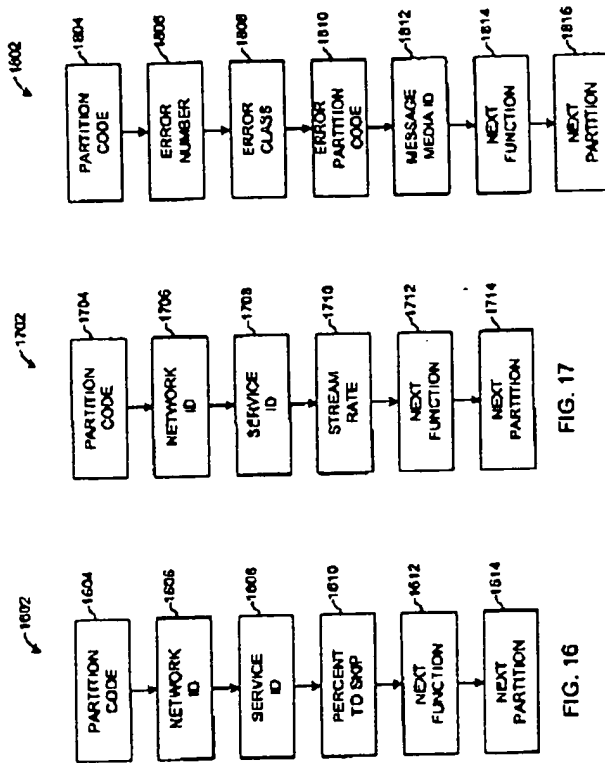 1602
PARTITION
CODE
1604
NETWORK
ID
1606
SERVICE
ID
1608
PERCENT
TO SKIP
1610
NEXT
FUNCTION
1612
NEXT
PARTITION
1614
FIG. 16
1702
PARTITION
CODE
1704
NETWORK
ID
1706
SERVICE
ID
1708
STREAM
RATE
1710
NEXT
FUNCTION
1712
NEXT
PARTITION
1714
FIG. 17
1802
PARTITION
CODE
1804
ERROR
NUMBER
1806
ERROR
CLASS
1808
ERROR
PARTITION
CODE
1810
MESSAGE
MEDIA ID
1812
NEXT
FUNCTION
1814
NEXT
PARTITION
1816